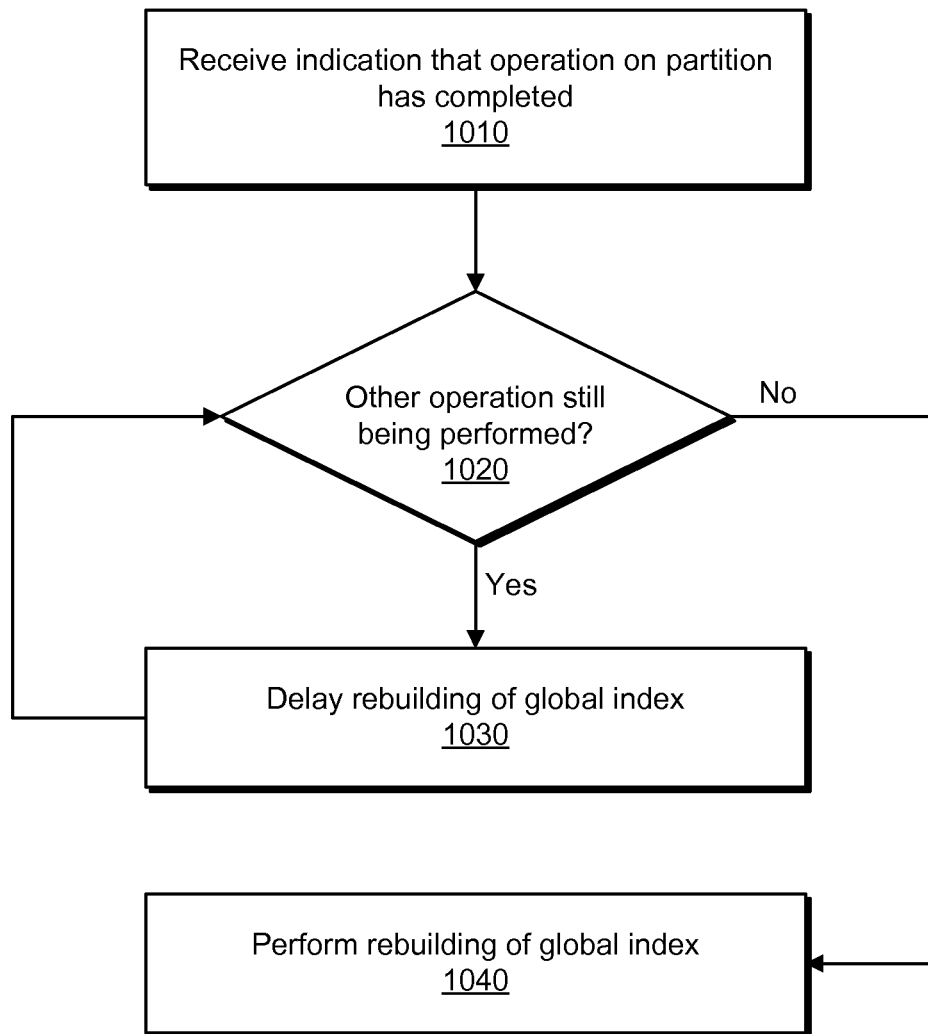 Receive indication that operation on partition
has completed
1010
Other operation still
being performed?
1020
No
Yes
Delay rebuilding of global index
1030
Perform rebuilding of global index
1040